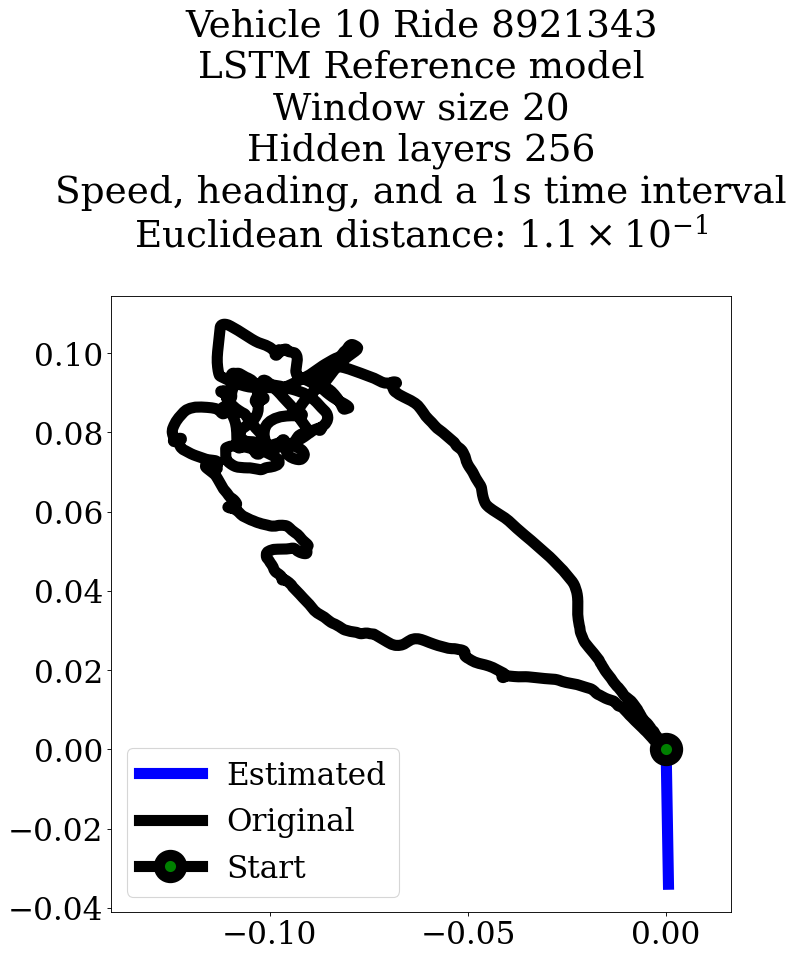 Vehicle 10 Ride 8921343
LSTM Reference model
Window size 20
Hidden layers 256
Speed, heading, and a 1s time interval
Euclidean distance: 1.1 × 10⁻¹
0.10
0.08
0.06
0.04
0.02
0.00
−0.02
−0.04
Estimated
Original
Start
−0.10
−0.05
0.00